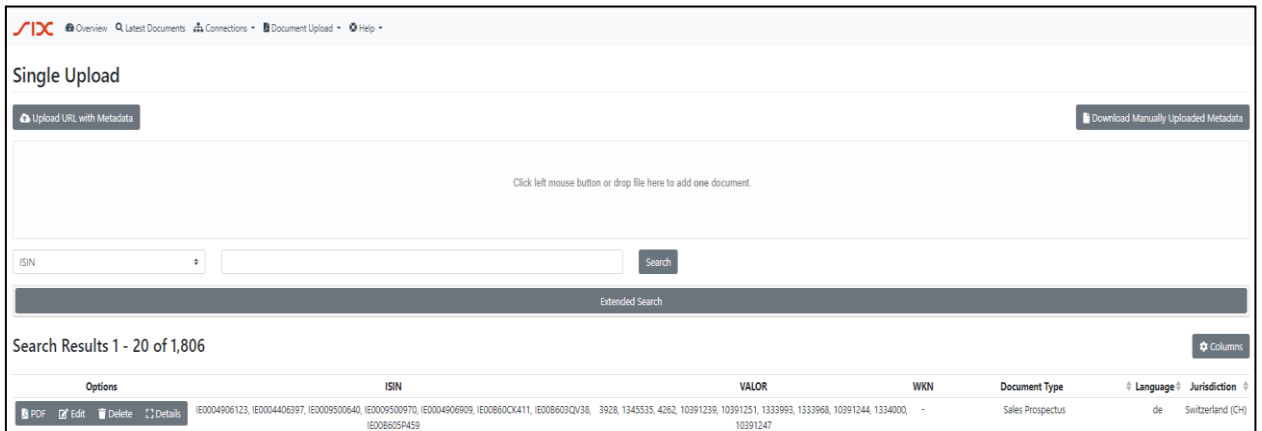 SIX Overview Latest Documents Connections Document Upload Help
Single Upload
Upload URL with Metadata Download Manually Uploaded Metadata
Click left mouse button or drop file here to add one document.
ISIN Search
Extended Search
Search Results 1 - 20 of 1,806 Columns
Options ISIN VALOR WKN Document Type Language Jurisdiction
PDF Edit Delete Details IE0004906123, IE0004406397, IE0009500640, IE0009500970, IE0004906909, IE00B60CK411, IE00B603QV38, 3928, 1345535, 4262, 10391239, 10391251, 1333993, 1333968, 10391244, 1334000, - Sales Prospectus de Switzerland (CH)
IE00B605P459 10391247